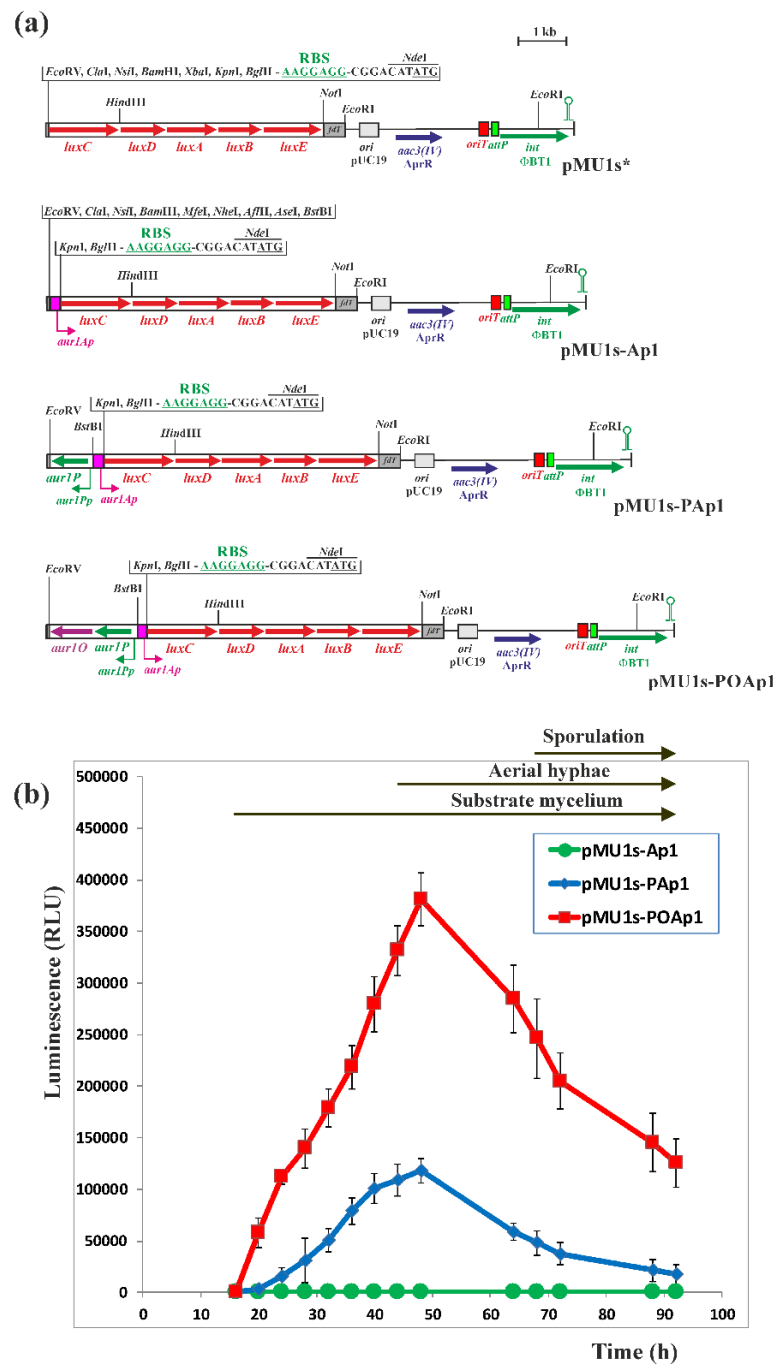 (a)
1 kb
RBS
NdeI
EcoRV, ClaI, NsiI, BamHI, XbaI, KpnI, BglII - AAGGAGG-CGGACATATG
HindIII
NotI
EcoRI
EcoRI
luxC luxD luxA luxB luxE fdT
ori pUC19
aac3(IV) AprR
oriT attP
int ΦBT1
pMU1s*
EcoRV, ClaI, NsiI, BamIII, MfeI, NheI, AflII, AseI, BstBI
RBS
NdeI
KpnI, BglII - AAGGAGG-CGGACATATG
HindIII
NotI
EcoRI
EcoRI
luxC luxD luxA luxB luxE fdT
aur1Ap
ori pUC19
aac3(IV) AprR
oriT attP
int ΦBT1
pMU1s-Ap1
RBS
NdeI
KpnI, BglII - AAGGAGG-CGGACATATG
EcoRV
BstBI
HindIII
NotI
EcoRI
EcoRI
aur1P luxC luxD luxA luxB luxE fdT
aur1Pp aur1Ap
ori pUC19
aac3(IV) AprR
oriT attP
int ΦBT1
pMU1s-PAp1
RBS
NdeI
KpnI, BglII - AAGGAGG-CGGACATATG
EcoRV
BstBI
HindIII
NotI
EcoRI
EcoRI
aur1O aur1P luxC luxD luxA luxB luxE fdT
aur1Pp aur1Ap
ori pUC19
aac3(IV) AprR
oriT attP
int ΦBT1
pMU1s-POAp1
(b)
Sporulation
Aerial hyphae
Substrate mycelium
500000
450000
400000
350000
300000
250000
200000
150000
100000
50000
0
Luminescence (RLU)
pMU1s-Ap1
pMU1s-PAp1
pMU1s-POAp1
0 10 20 30 40 50 60 70 80 90 100
Time (h)